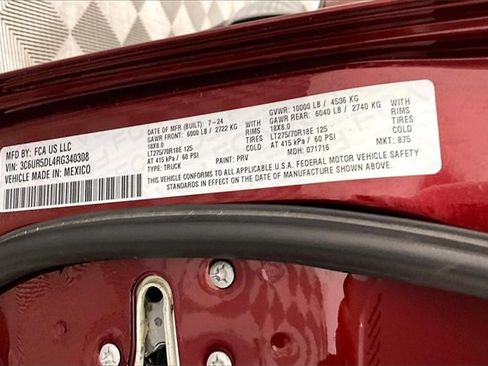 MFD BY: FCA US LLC
VIN: 3C6UR5DL4RG340308
VEHICLE MADE IN: MEXICO
DATE OF MFR (BUILT): 7-24
GAWR FRONT: 6000 LB / 2722 KG
18X8.0
LT275/70R18E 125
AT 415 kPa / 60 PSI
TYPE: TRUCK
WITH
RIMS
TIRES
COLD
PAINT: PRV
GVWR: 10000 LB / 4536 KG
GAWR REAR: 6040 LB / 2740 KG
18X8.0
LT275/70R18E 125
AT 415 kPa / 60 PSI
MDH: 071716
WITH
RIMS
TIRES
COLD
MKT: 875
THIS VEHICLE CONFORMS TO ALL APPLICABLE U.S.A. FEDERAL MOTOR VEHICLE
SAFETY STANDARDS IN EFFECT ON THE DATE OF MANUFACTURE SHOWN ABOVE.